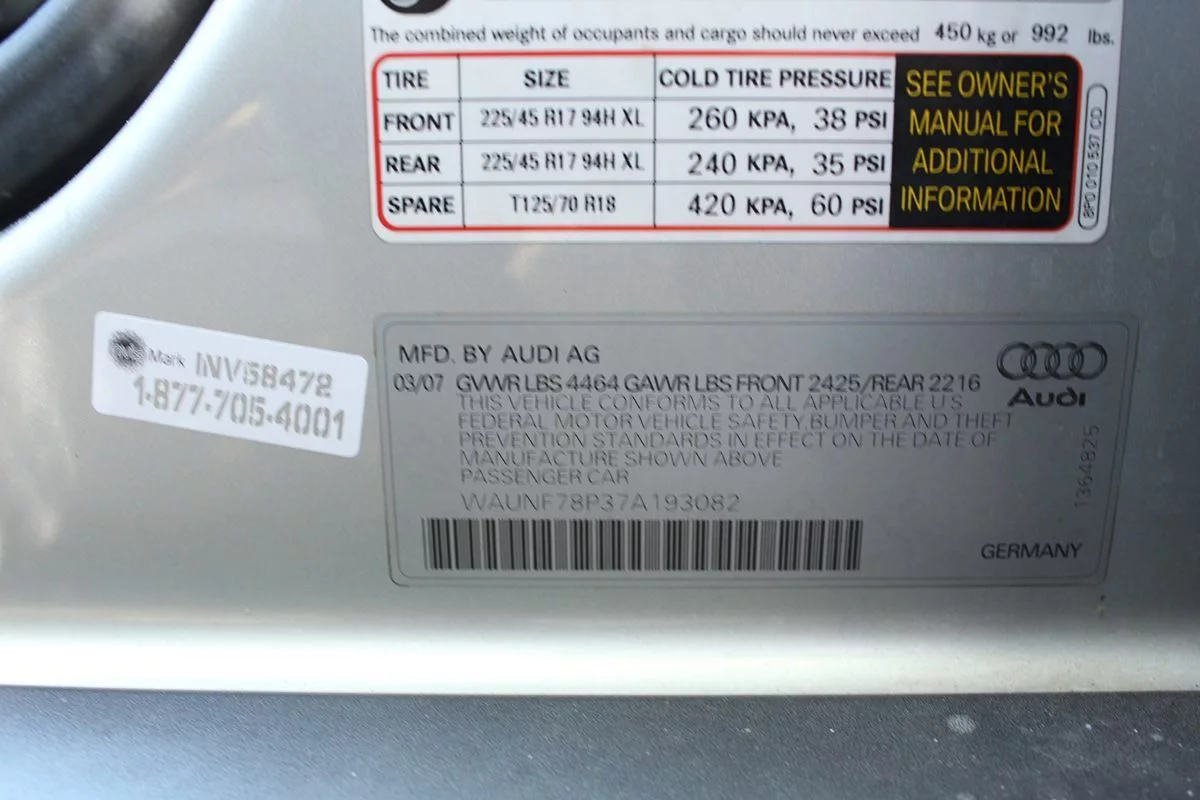 The combined weight of occupants and cargo should never exceed 450 kg or 992 lbs.
TIRE SIZE COLD TIRE PRESSURE
FRONT 225/45 R17 94H XL 260 KPA, 38 PSI
REAR 225/45 R17 94H XL 240 KPA, 35 PSI
SPARE T125/70 R18 420 KPA, 60 PSI
SEE OWNER'S
MANUAL FOR
ADDITIONAL
INFORMATION
8P0 010 537 CD
Mark INV58472
1-877-705-4001
MFD. BY AUDI AG
03/07 GVWR LBS 4464 GAWR LBS FRONT 2425/REAR 2216
THIS VEHICLE CONFORMS TO ALL APPLICABLE U.S
FEDERAL MOTOR VEHICLE SAFETY,BUMPER AND THEFT
PREVENTION STANDARDS IN EFFECT ON THE DATE OF
MANUFACTURE SHOWN ABOVE
PASSENGER CAR
WAUNF78P37A193082
Audi
1364825
GERMANY